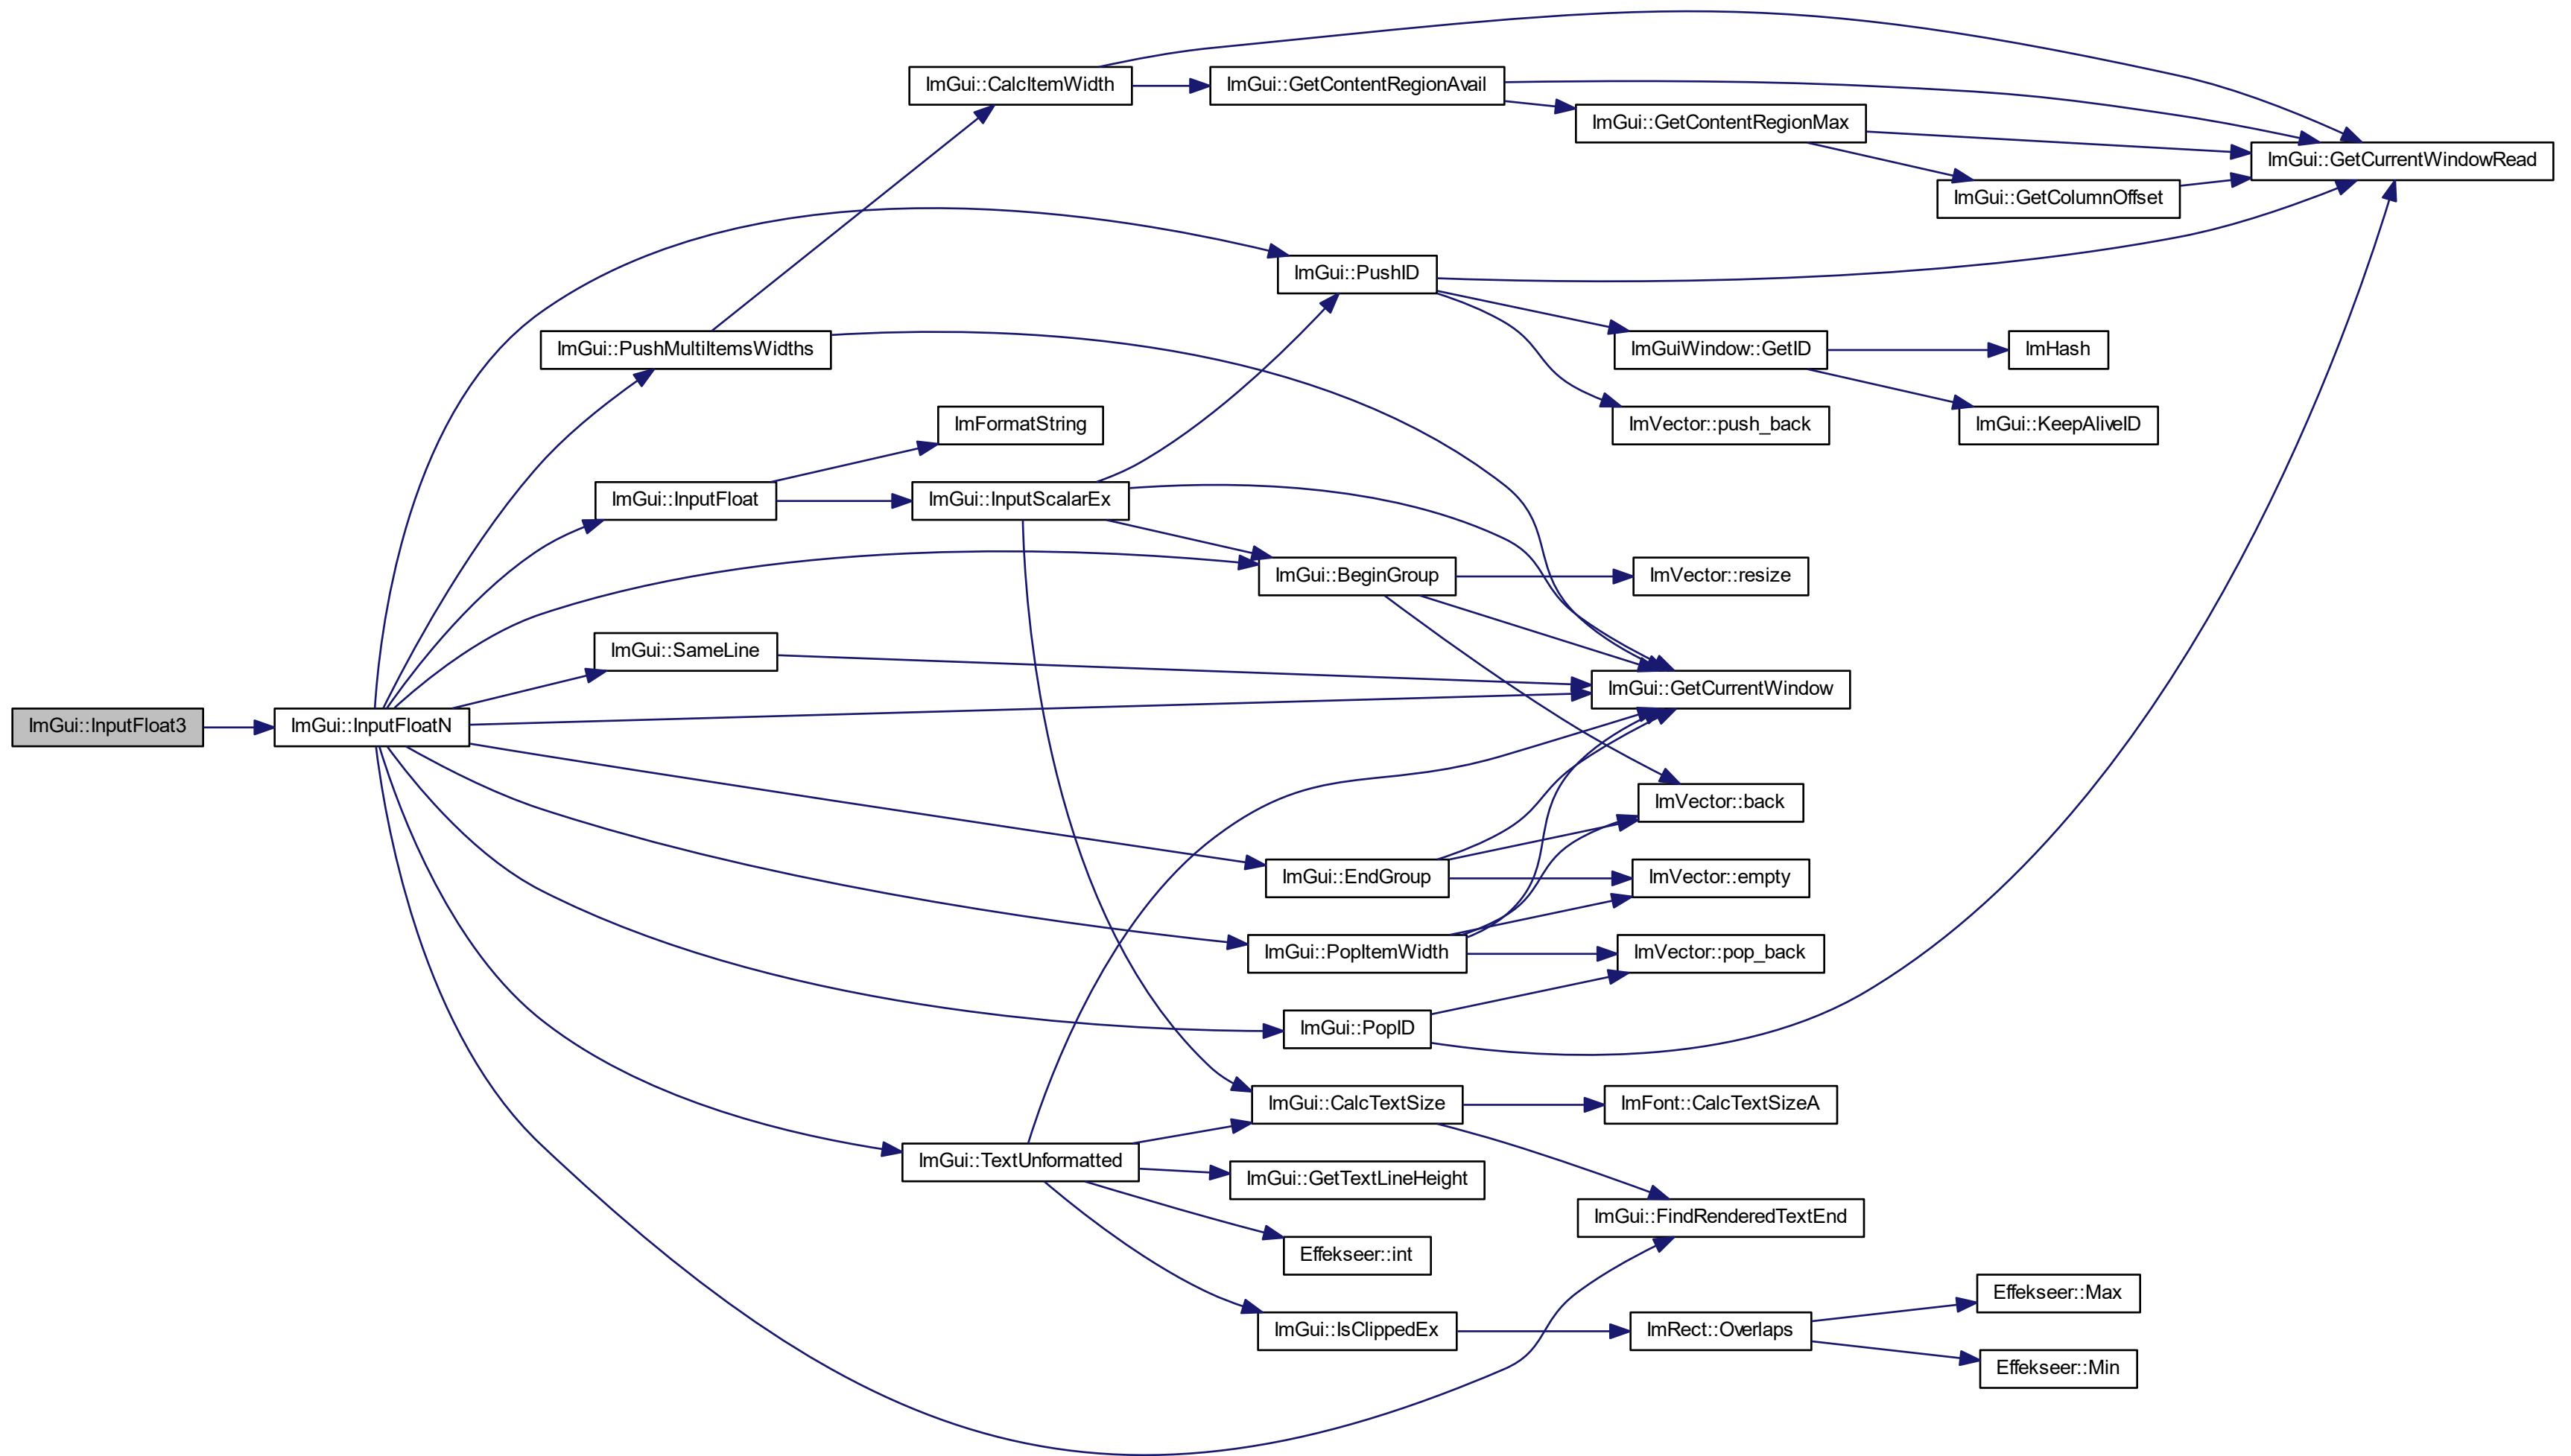 ImGui::CalcItemWidth
ImGui::GetContentRegionAvail
ImGui::GetContentRegionMax
ImGui::GetCurrentWindowRead
ImGui::GetColumnOffset
ImGui::PushID
ImGui::PushMultiItemsWidths
ImGuiWindow::GetID
ImHash
ImFormatString
ImVector::push_back
ImGui::KeepAliveID
ImGui::InputFloat
ImGui::InputScalarEx
ImGui::BeginGroup
ImVector::resize
ImGui::SameLine
ImGui::GetCurrentWindow
ImGui::InputFloat3
ImGui::InputFloatN
ImVector::back
ImGui::EndGroup
ImVector::empty
ImGui::PopItemWidth
ImVector::pop_back
ImGui::PopID
ImGui::CalcTextSize
ImFont::CalcTextSizeA
ImGui::TextUnformatted
ImGui::GetTextLineHeight
ImGui::FindRenderedTextEnd
Effekseer::int
Effekseer::Max
ImGui::IsClippedEx
ImRect::Overlaps
Effekseer::Min